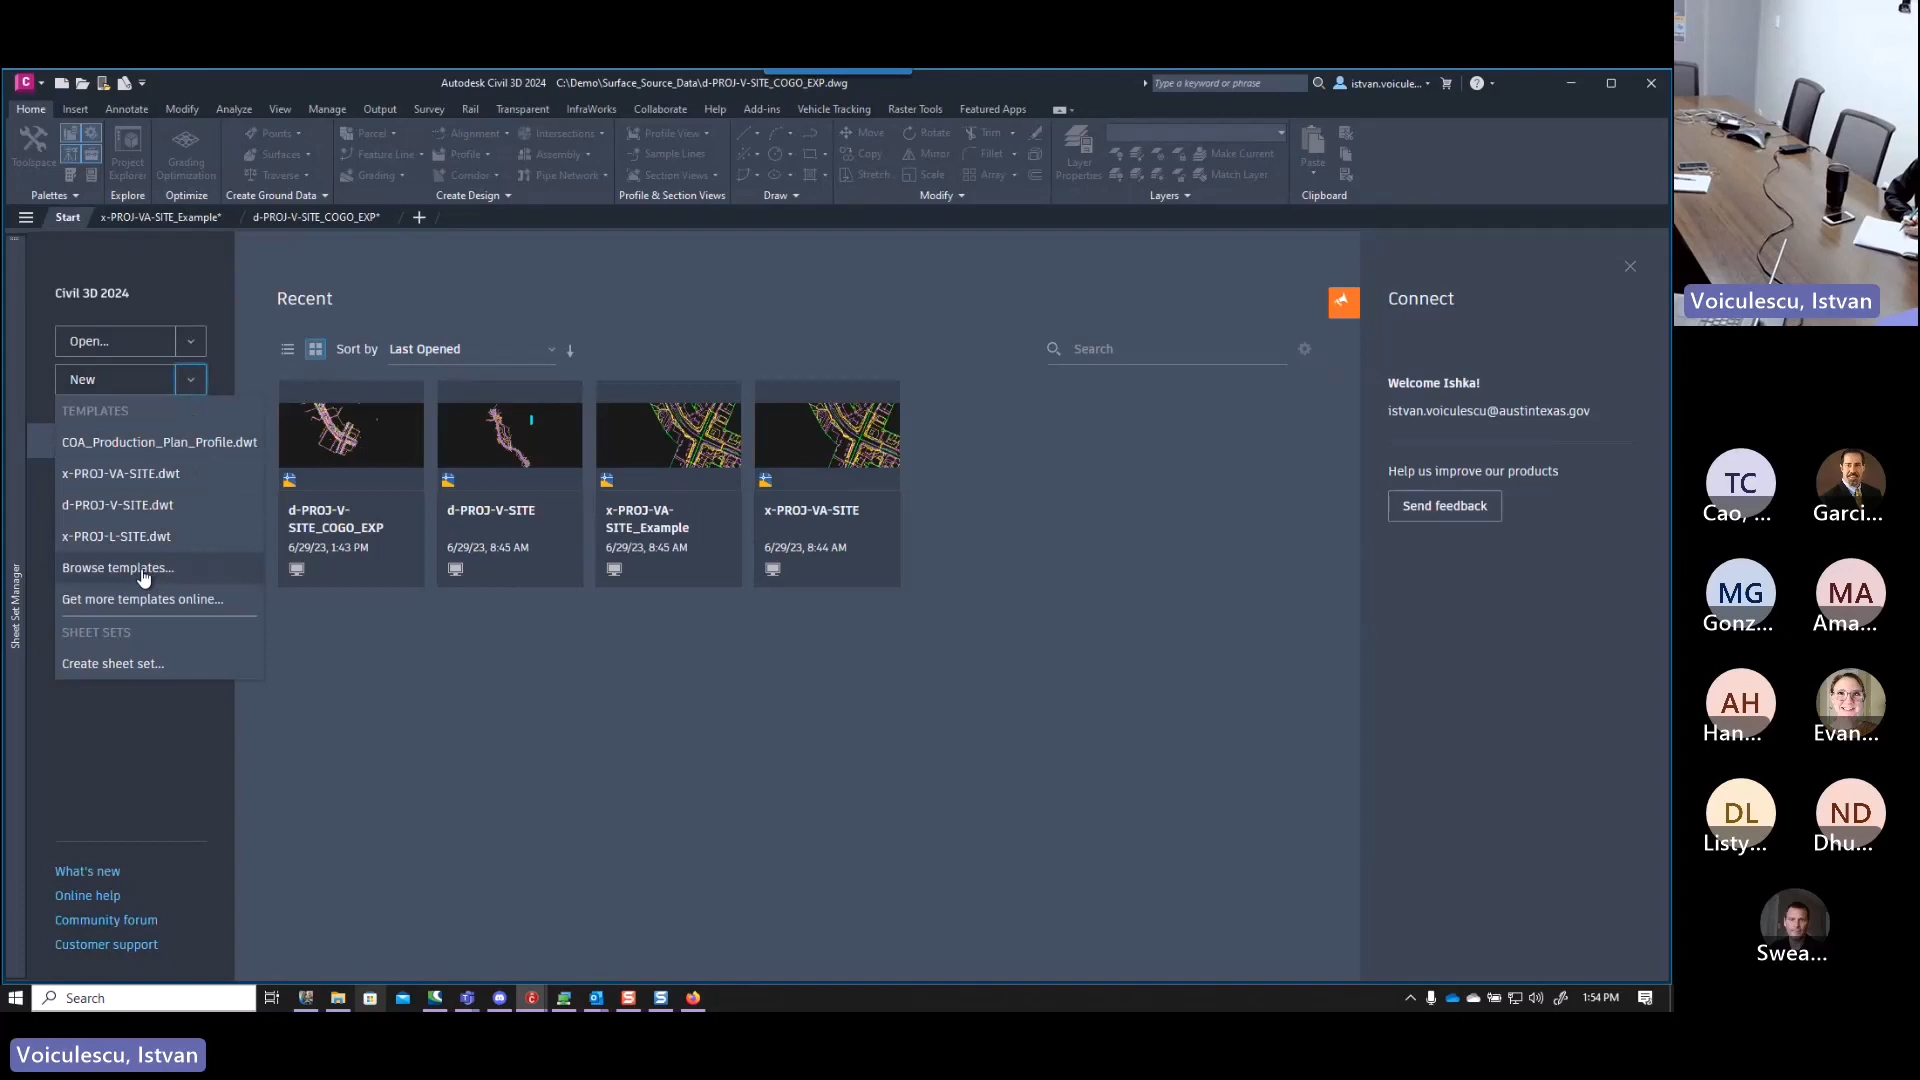 Autodesk Civil 3D 2024 C:\Demo\Surface_Source_Data\d-PROJ-V-SITE_COGO_EXP.dwg
Type a keyword or phrase
istvan.voicule...
Home Insert Annotate Modify Analyze View Manage Output Survey Rail Transparent InfraWorks Collaborate Help Add-ins Vehicle Tracking Raster Tools Featured Apps
Toolspace
Project Explorer
Grading Optimization
Points
Surfaces
Traverse
Parcel
Feature Line
Grading
Alignment
Profile
Corridor
Intersections
Assembly
Pipe Network
Profile View
Sample Lines
Section Views
Move
Copy
Stretch
Rotate
Mirror
Scale
Trim
Fillet
Array
Layer Properties
Make Current
Match Layer
Paste
Palettes
Explore
Optimize
Create Ground Data
Create Design
Profile & Section Views
Draw
Modify
Layers
Clipboard
Start
x-PROJ-VA-SITE_Example*
d-PROJ-V-SITE_COGO_EXP*
Sheet Set Manager
Civil 3D 2024
Open...
New
TEMPLATES
COA_Production_Plan_Profile.dwt
x-PROJ-VA-SITE.dwt
d-PROJ-V-SITE.dwt
x-PROJ-L-SITE.dwt
Browse templates...
Get more templates online...
SHEET SETS
Create sheet set...
What's new
Online help
Community forum
Customer support
Recent
Sort by Last Opened
Search
d-PROJ-V-
SITE_COGO_EXP
6/29/23, 1:43 PM
d-PROJ-V-SITE
6/29/23, 8:45 AM
x-PROJ-VA-
SITE_Example
6/29/23, 8:45 AM
x-PROJ-VA-SITE
6/29/23, 8:44 AM
Connect
Welcome Ishka!
istvan.voiculescu@austintexas.gov
Help us improve our products
Send feedback
Search
1:54 PM
Voiculescu, Istvan
TC
Cao, ...
Garci...
MG
Gonz...
MA
Ama...
AH
Han...
Evan...
DL
Listy...
ND
Dhu...
Swea...
Voiculescu, Istvan